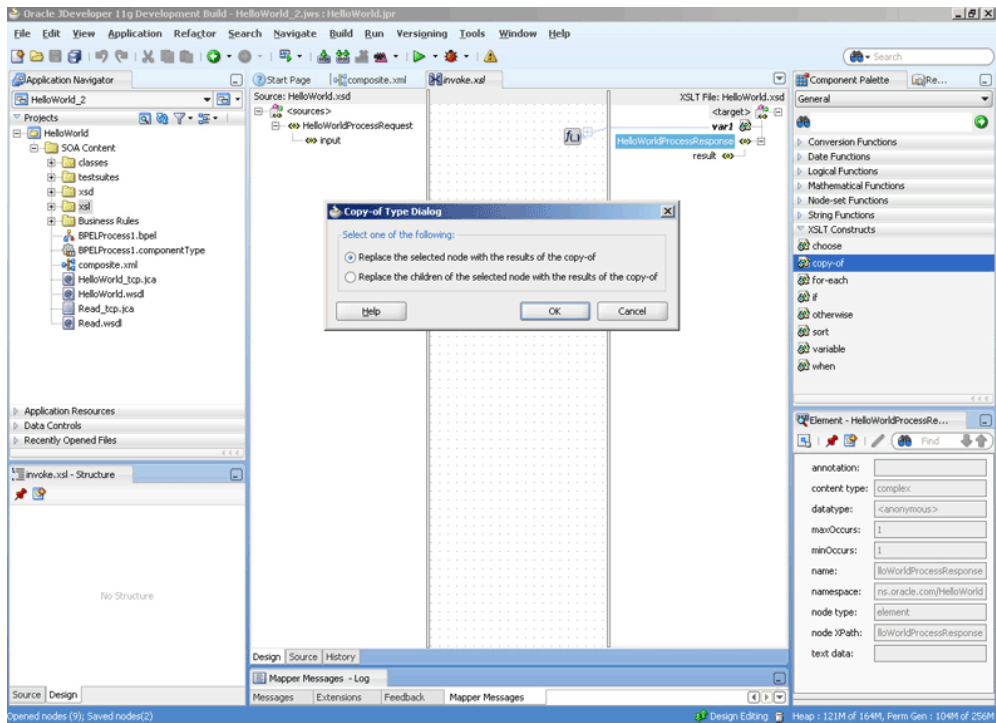 Oracle JDeveloper 11g Development Build - HelloWorld_2.jws : HelloWorld.jpr
File Edit View Application Refactor Search Navigate Build Run Versigning Tools Window Help
Search
Application Navigator
HelloWorld_2
Projects
HelloWorld
SOA Content
classes
testsuites
xsd
xsl
Business Rules
BPELProcess1.bpel
BPELProcess1.componentType
composite.xml
HelloWorld_tcp.jca
HelloWorld.wsdl
Read_tcp.jca
Read.wsdl
Application Resources
Data Controls
Recently Opened Files
invoke.xsl - Structure
No Structure
Source Design
Start Page composite.xml invoke.xsl
Source: HelloWorld.xsd
<sources>
HelloWorldProcessRequest
input
XSLT File: HelloWorld.xsd
<target>
var1
HelloWorldProcessResponse
result
Copy-of Type Dialog
Select one of the following:
Replace the selected node with the results of the copy-of
Replace the children of the selected node with the results of the copy-of
Help OK Cancel
Design Source History
Mapper Messages - Log
Messages Extensions Feedback Mapper Messages
Component Palette Re...
General
Conversion Functions
Date Functions
Logical Functions
Mathematical Functions
Node-set Functions
String Functions
XSLT Constructs
choose
copy-of
for-each
if
otherwise
sort
variable
when
Element - HelloWorldProcessRe...
Find
annotation:
content type: complex
datatype: <anonymous>
maxOccurs: 1
minOccurs: 1
name: lloWorldProcessResponse
namespace: ns.oracle.com/HelloWorld
node type: element
node XPath: lloWorldProcessResponse
text data:
Opened nodes (9); Saved nodes(2)
Design Editing
Heap : 121M of 164M, Perm Gen : 104M of 256M